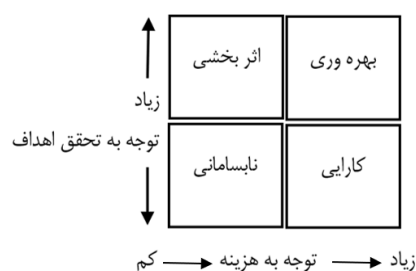 بهره وری
اثر بخشی
زیاد
توجه به تحقق اهداف
کارایی
نابسامانی
زیاد توجه به هزینه کم